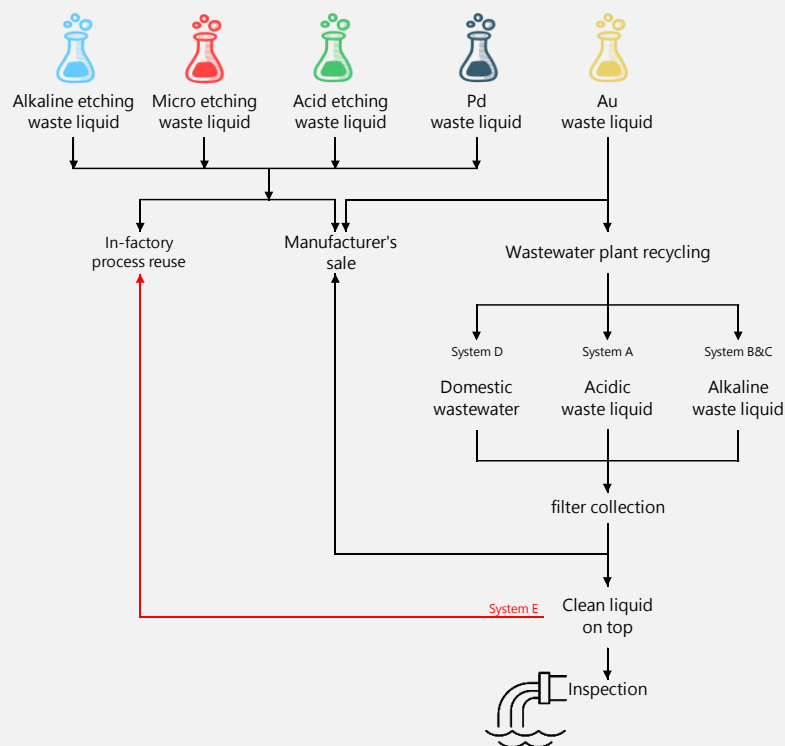 Alkaline etching
waste liquid
Micro etching
waste liquid
Acid etching
waste liquid
Pd
waste liquid
Au
waste liquid
In-factory
process reuse
Manufacturer's
sale
Wastewater plant recycling
System D
Domestic
wastewater
System A
Acidic
waste liquid
System B&C
Alkaline
waste liquid
filter collection
System E
Clean liquid
on top
Inspection